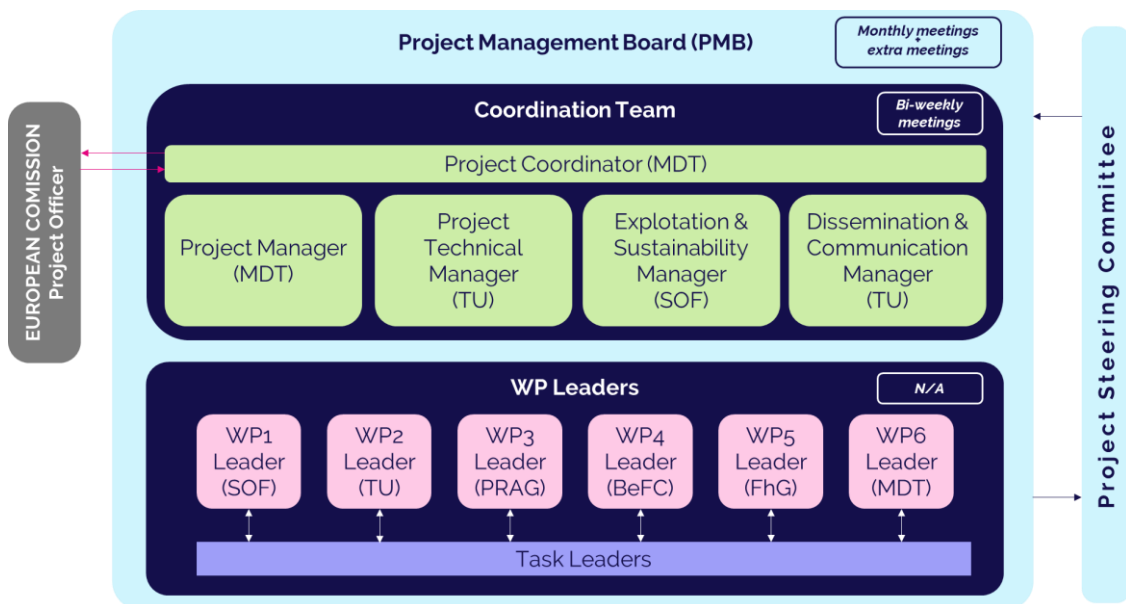 Project Management Board (PMB)
Monthly meetings
+
extra meetings
EUROPEAN COMISSION
Project Officer
Coordination Team
Bi-weekly
meetings
Project Coordinator (MDT)
Project Manager
(MDT)
Project
Technical
Manager
(TU)
Explotation &
Sustainability
Manager
(SOF)
Dissemination &
Communication
Manager
(TU)
WP Leaders
N/A
WP1
Leader
(SOF)
WP2
Leader
(TU)
WP3
Leader
(PRAG)
WP4
Leader
(BeFC)
WP5
Leader
(FhG)
WP6
Leader
(MDT)
Task Leaders
Project Steering Committee